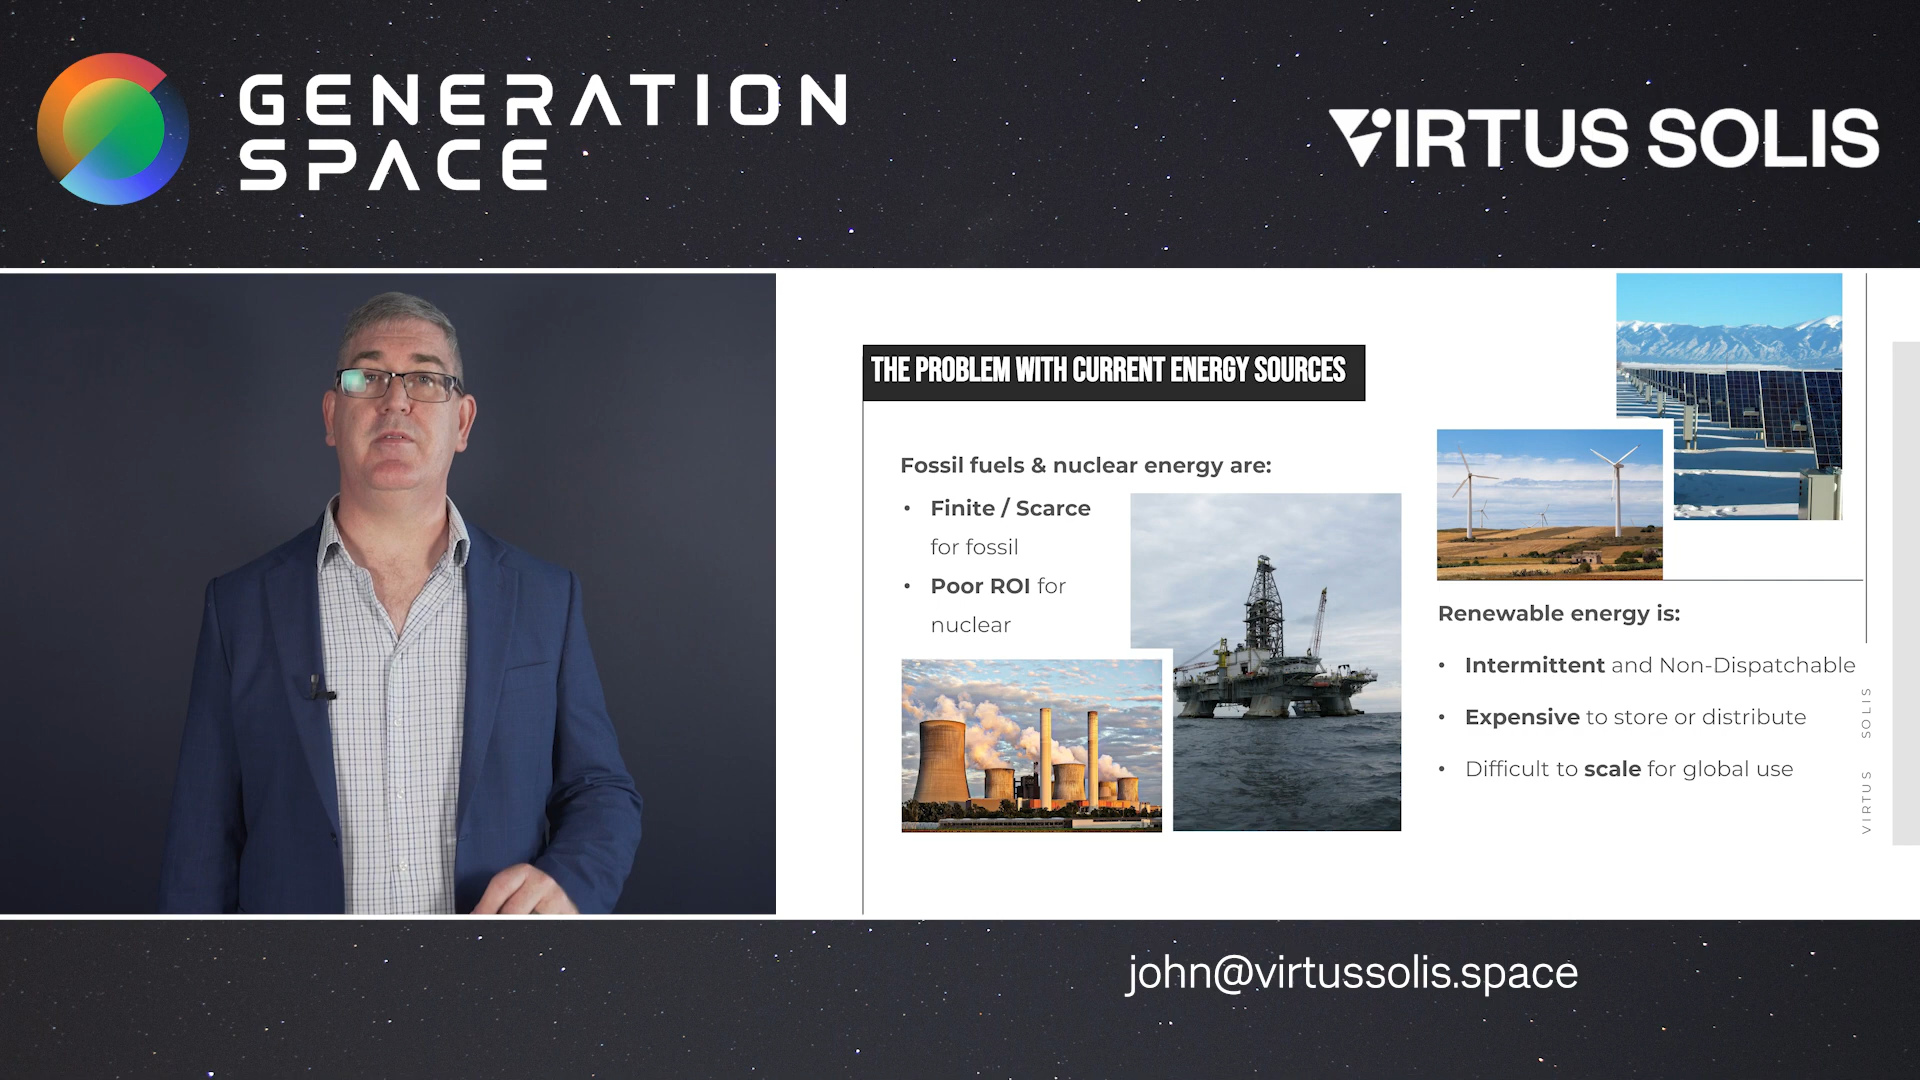 GENERATION
SPACE
VIRTUS SOLIS
THE PROBLEM WITH CURRENT ENERGY SOURCES
Fossil fuels & nuclear energy are:
• Finite / Scarce
for fossil
• Poor ROI for
nuclear
Renewable energy is:
• Intermittent and Non-Dispatchable
• Expensive to store or distribute
• Difficult to scale for global use
VIRTUS SOLIS
john@virtussolis.space